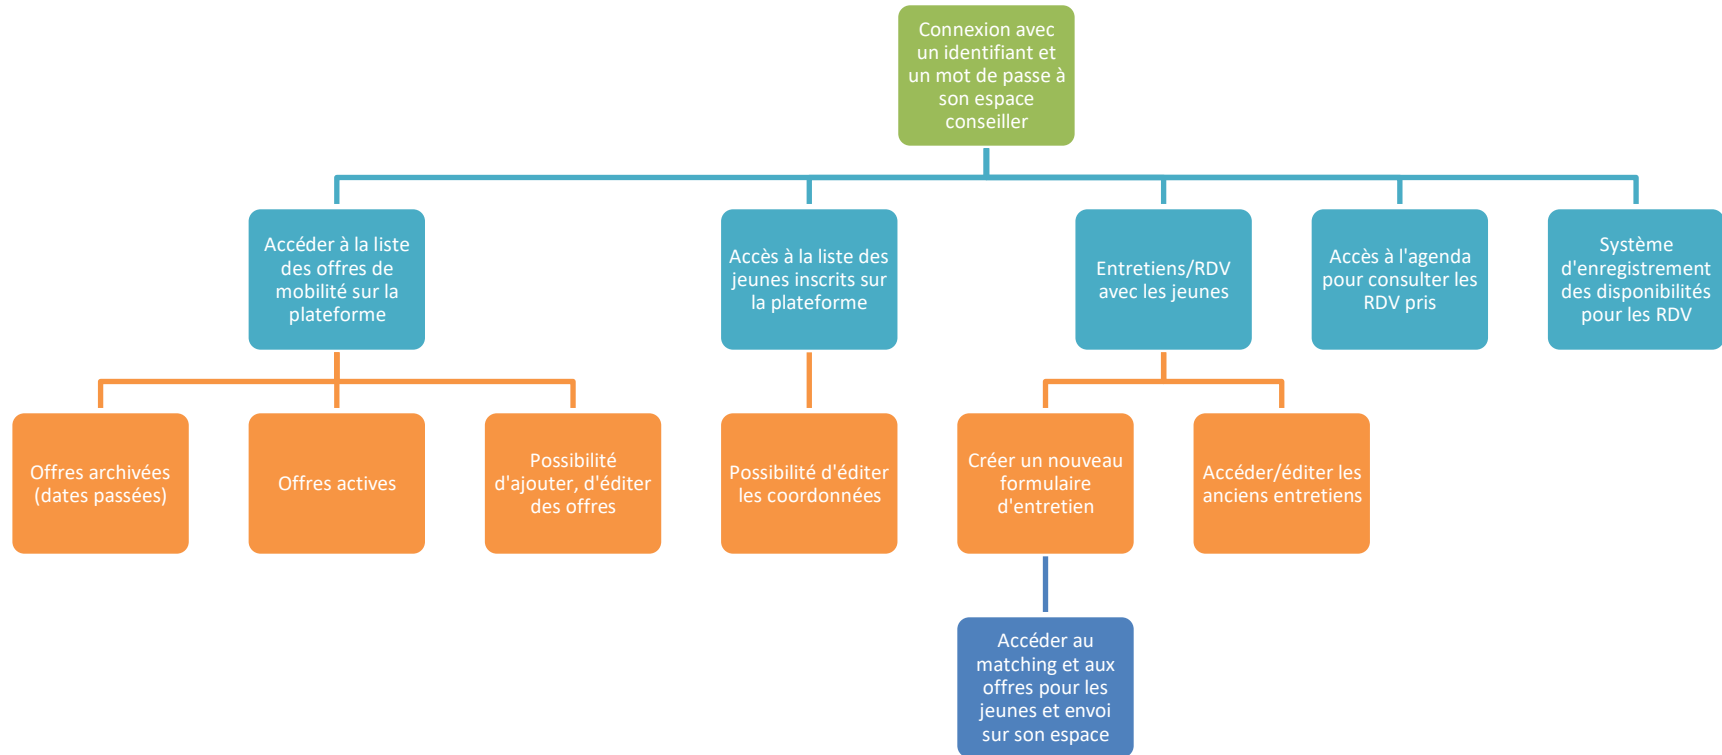 Connexion avec
un identifiant et
un mot de passe à
son espace
conseiller
Accéder à la liste
des offres de
mobilité sur la
plateforme
Accès à la liste des
jeunes inscrits sur
la plateforme
Entretiens/RDV
avec les jeunes
Accès à l'agenda
pour consulter les
RDV pris
Système
d'enregistrement
des disponibilités
pour les RDV
Offres archivées
(dates passées)
Offres actives
Possibilité
d'ajouter, d'éditer
des offres
Possibilité d'éditer
les coordonnées
Créer un nouveau
formulaire
d'entretien
Accéder/éditer les
anciens entretiens
Accéder au
matching et aux
offres pour les
jeunes et envoi
sur son espace